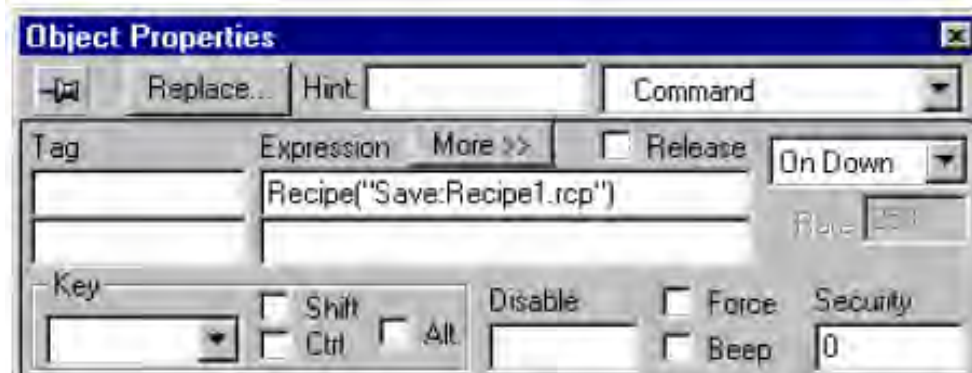 Object Properties
Replace... Hint: Command
Tag Expression More >> Release On Down
Recipe("Save:Recipe1.rcp")
Rate
Key Shift Ctrl Alt Disable Force Beep Security
0